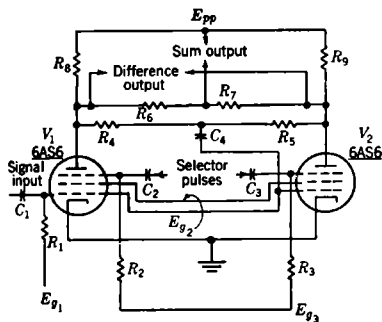 E_pp
Sum output
R_8
R_9
Difference output
R_6
R_7
V_1
6AS6
R_4
C_4
R_5
V_2
6AS6
Signal input
Selector pulses
C_1
C_2
C_3
E_g2
R_1
R_2
R_3
E_g1
E_g3